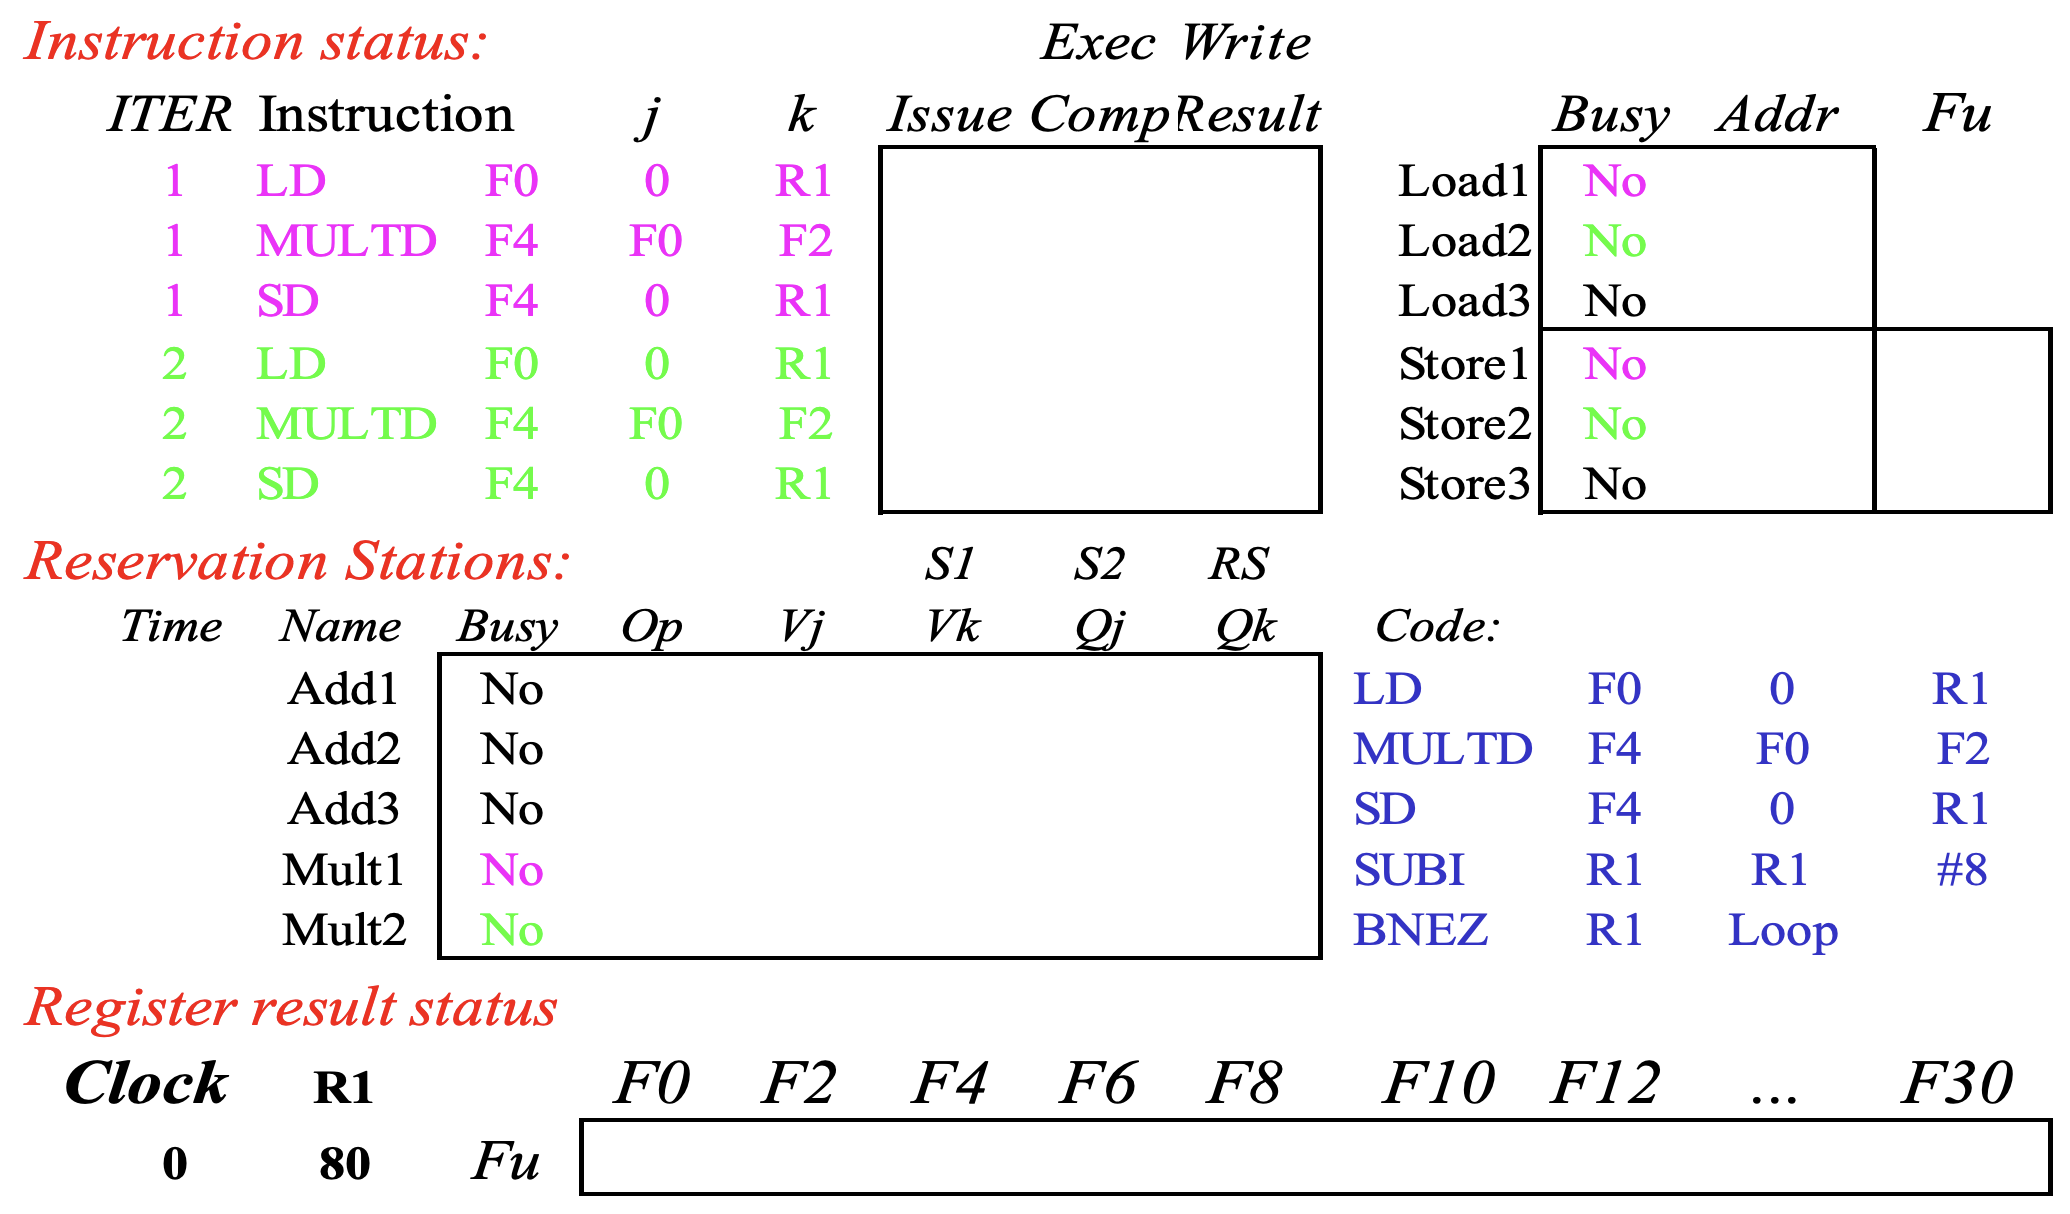 Instruction status: Exec Write
ITER Instruction j k Issue Comp Result Busy Addr Fu
1 LD F0 0 R1 Load1 No
1 MULTD F4 F0 F2 Load2 No
1 SD F4 0 R1 Load3 No
2 LD F0 0 R1 Store1 No
2 MULTD F4 F0 F2 Store2 No
2 SD F4 0 R1 Store3 No
Reservation Stations: S1 S2 RS
Time Name Busy Op Vj Vk Qj Qk Code:
Add1 No LD F0 0 R1
Add2 No MULTD F4 F0 F2
Add3 No SD F4 0 R1
Mult1 No SUBI R1 R1 #8
Mult2 No BNEZ R1 Loop
Register result status
Clock R1 F0 F2 F4 F6 F8 F10 F12 ... F30
0 80 Fu